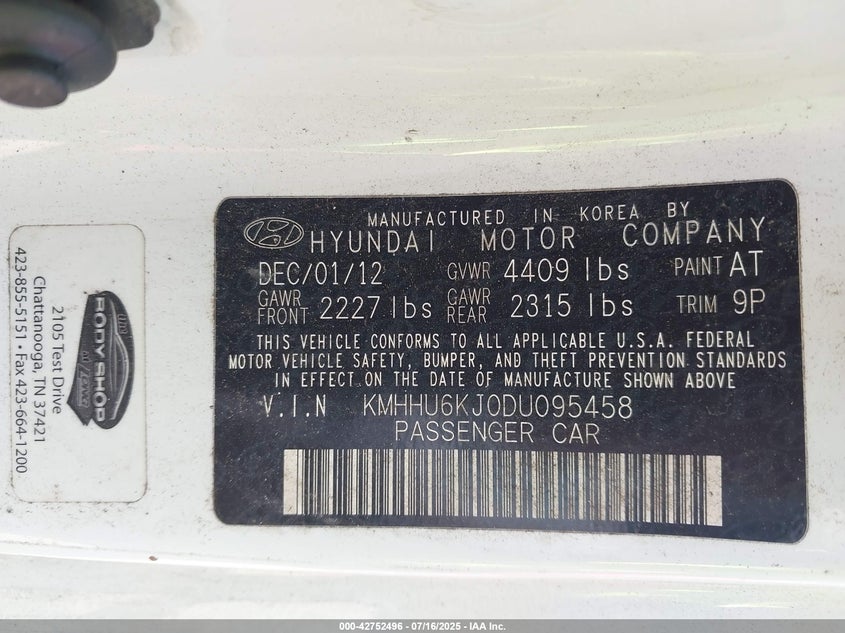 MANUFACTURED IN KOREA BY
HYUNDAI MOTOR COMPANY
DEC/01/12 GVWR 4409 lbs PAINT AT
GAWR FRONT 2227 lbs GAWR REAR 2315 lbs TRIM 9P
THIS VEHICLE CONFORMS TO ALL APPLICABLE U.S.A. FEDERAL
MOTOR VEHICLE SAFETY, BUMPER, AND THEFT PREVENTION STANDARDS
IN EFFECT ON THE DATE OF MANUFACTURE SHOWN ABOVE
V.I.N KMHHU6KJ0DU095458
PASSENGER CAR
THE
BODY SHOP
2105 Test Drive
Chattanooga, TN 37421
423-855-5151 • Fax 423-664-1200
000-42752496 - 07/16/2025 - IAA Inc.